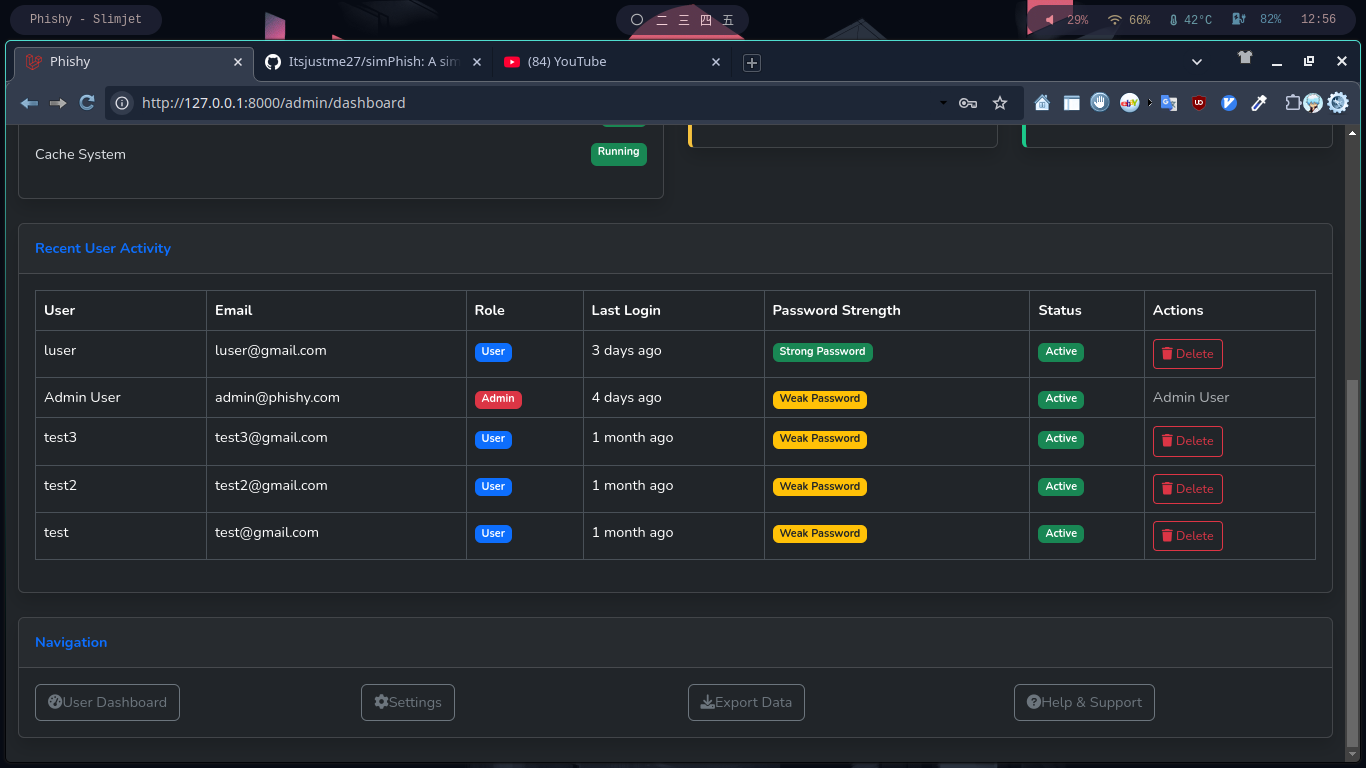 Phishy - Slimjet
二 三 四 五
29% 66% 42°C 82% 12:56
Phishy
Itsjustme27/simPhish: A sim
(84) YouTube
http://127.0.0.1:8000/admin/dashboard
Cache System Running
Recent User Activity
User Email Role Last Login Password Strength Status Actions
luser luser@gmail.com User 3 days ago Strong Password Active Delete
Admin User admin@phishy.com Admin 4 days ago Weak Password Active Admin User
test3 test3@gmail.com User 1 month ago Weak Password Active Delete
test2 test2@gmail.com User 1 month ago Weak Password Active Delete
test test@gmail.com User 1 month ago Weak Password Active Delete
Navigation
User Dashboard Settings Export Data Help & Support